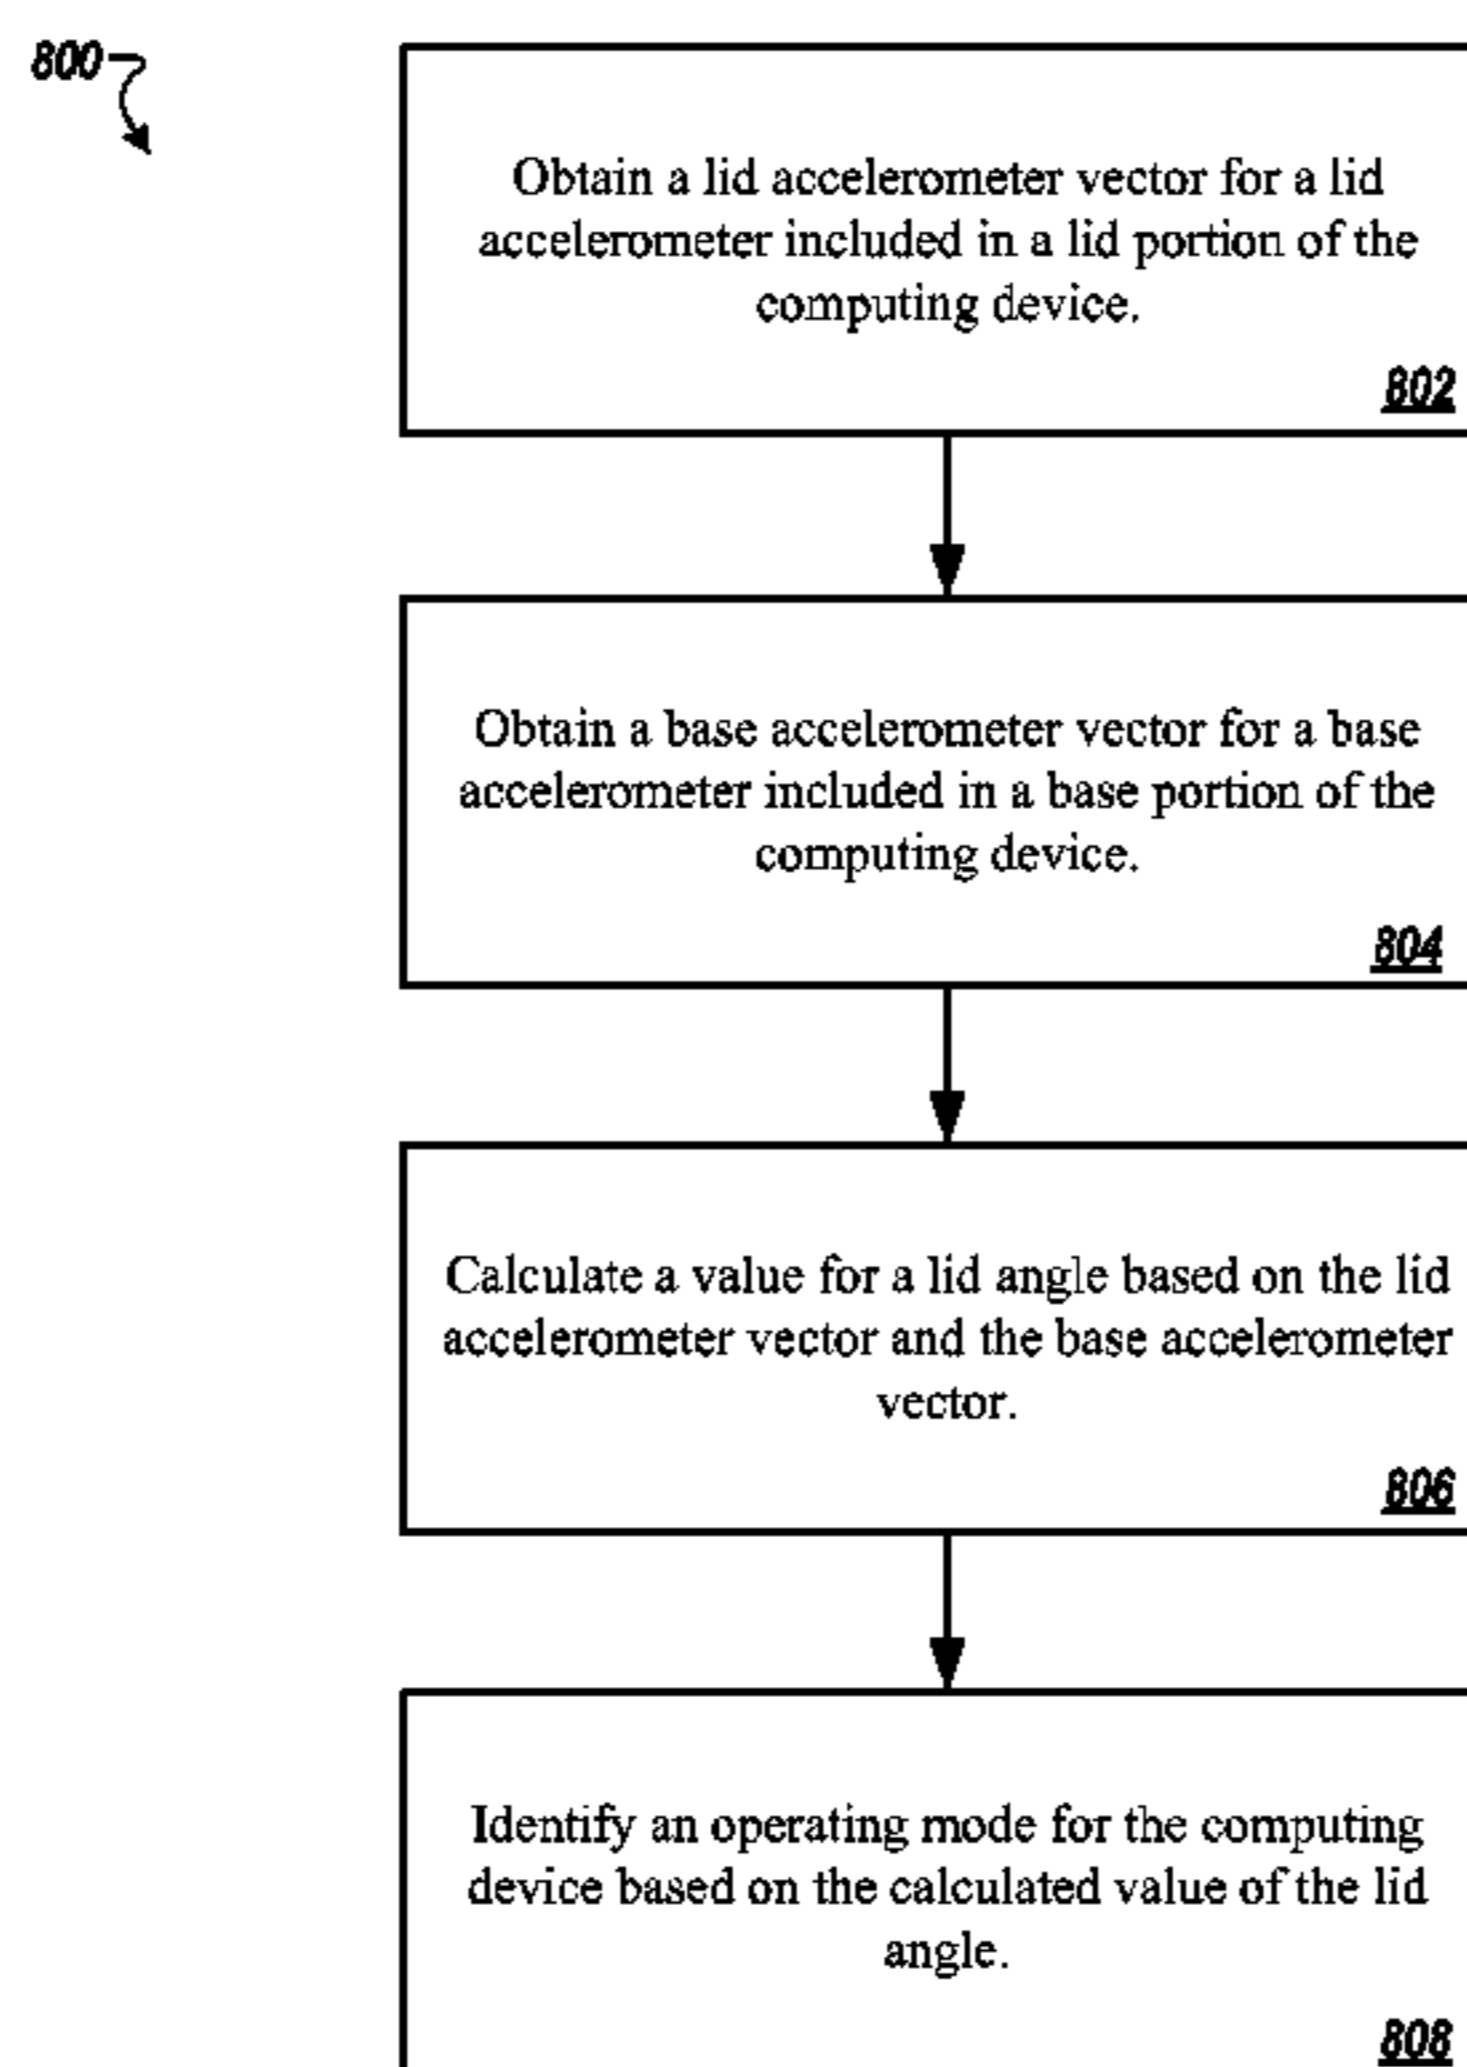 800
Obtain a lid accelerometer vector for a lid
accelerometer included in a lid portion of the
computing device.
802
Obtain a base accelerometer vector for a base
accelerometer included in a base portion of the
computing device.
804
Calculate a value for a lid angle based on the lid
accelerometer vector and the base accelerometer
vector.
806
Identify an operating mode for the computing
device based on the calculated value of the lid
angle.
808